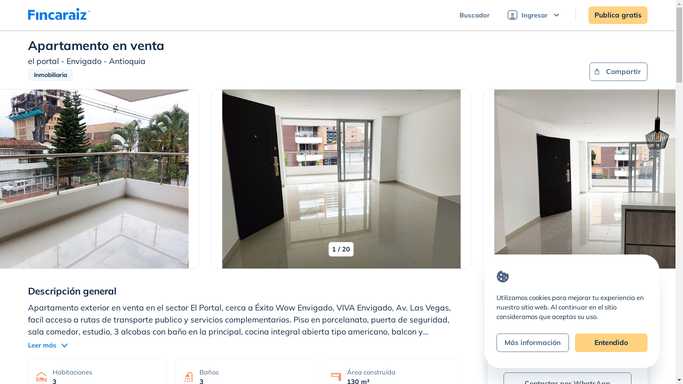 Fincaraiz
Buscador
Ingresar
Publica gratis
Apartamento en venta
el portal - Envigado - Antioquia
Inmobiliaria
Compartir
1 / 20
Descripción general
Apartamento exterior en venta en el sector El Portal, cerca a Éxito Wow Envigado, VIVA Envigado, Av. Las Vegas,
facil acceso a rutas de transporte publico y servicios complementarios. Piso en porcelanato, puerta de seguridad,
sala comedor, estudio, 3 alcobas con baño en la principal, cocina integral abierta tipo americano, balcon y...
Leer más
Habitaciones
3
Baños
3
Área construida
130 m²
Utilizamos cookies para mejorar tu experiencia en
nuestro sitio web. Al continuar en el sitio
consideramos que aceptas su uso.
Más información
Entendido
Contactar por WhatsApp